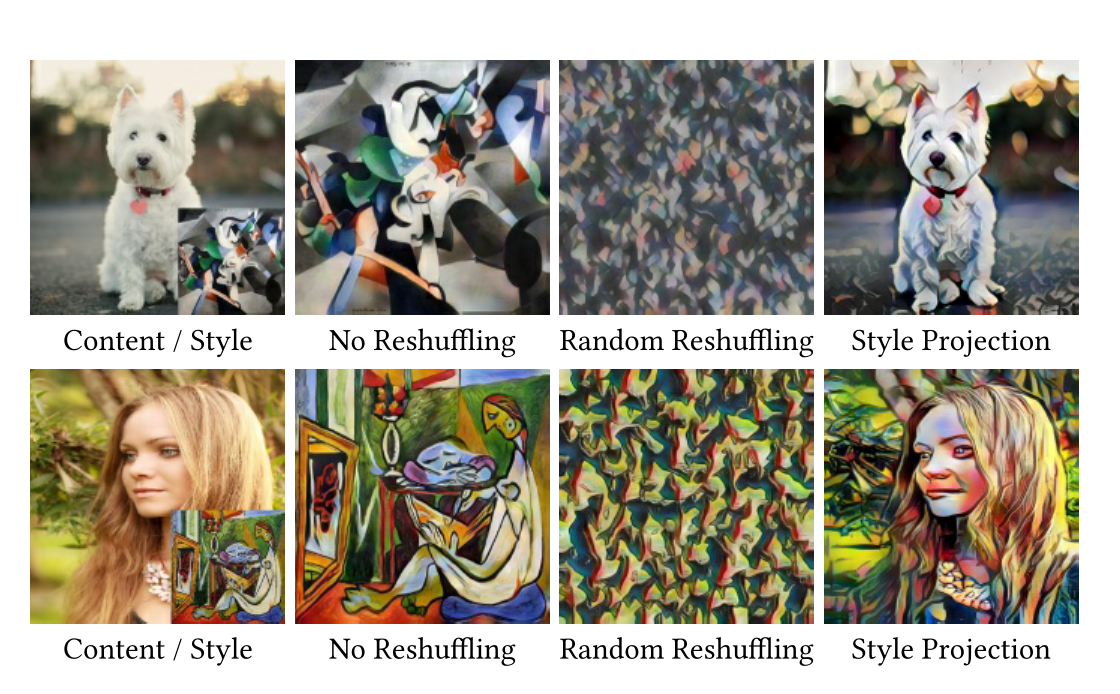 Content / Style
No Reshuffling
Random Reshuffling
Style Projection
Content / Style
No Reshuffling
Random Reshuffling
Style Projection